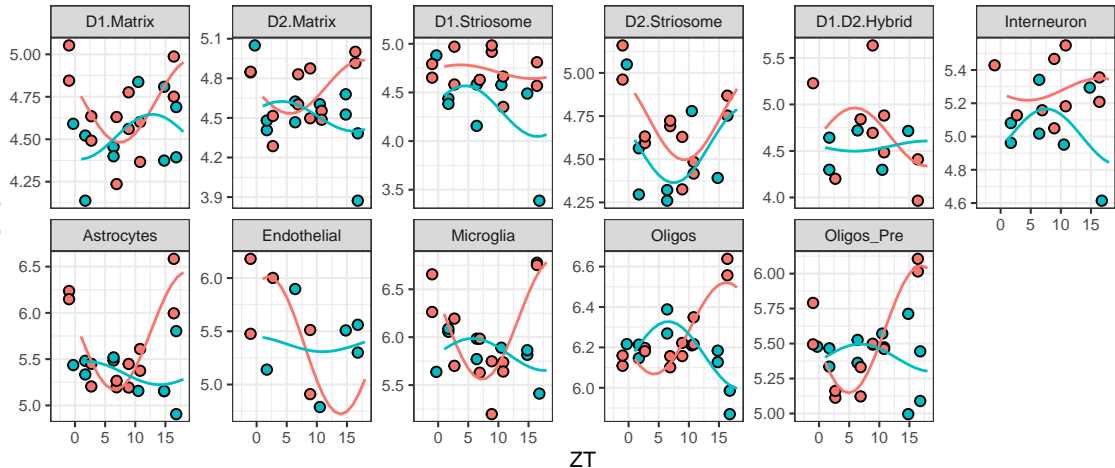 D1.Matrix D2.Matrix D1.Striosome D2.Striosome D1.D2.Hybrid Interneuron
5.00 4.75 4.50 4.25
5.1 4.8 4.5 4.2 3.9
5.0 4.5 4.0 3.5
5.00 4.75 4.50 4.25
5.5 5.0 4.5 4.0
5.4 5.2 5.0 4.8 4.6
0 5 10 15
Astrocytes Endothelial Microglia Oligos Oligos_Pre
6.5 6.0 5.5 5.0
6.0 5.5 5.0
6.5 6.0 5.5
6.6 6.4 6.2 6.0
6.00 5.75 5.50 5.25 5.00
0 5 10 15 0 5 10 15 0 5 10 15 0 5 10 15 0 5 10 15
ZT